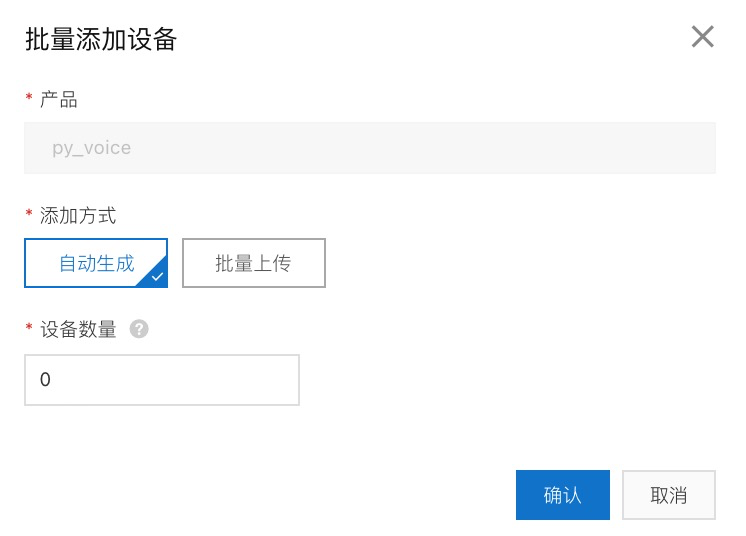 批量添加设备
* 产品
py_voice
* 添加方式
自动生成 批量上传
* 设备数量 ?
0
确认 取消